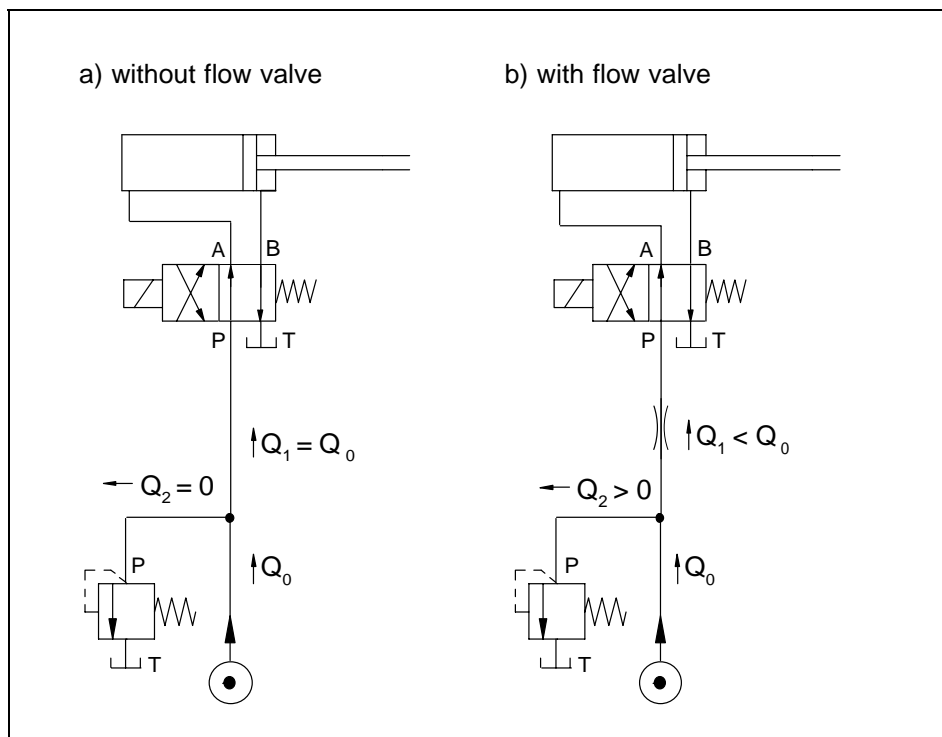 a) without flow valve
A B
P T
Q₁ = Q₀
Q₂ = 0
P
Q₀
T
b) with flow valve
A B
P T
Q₁ < Q₀
Q₂ > 0
P
Q₀
T